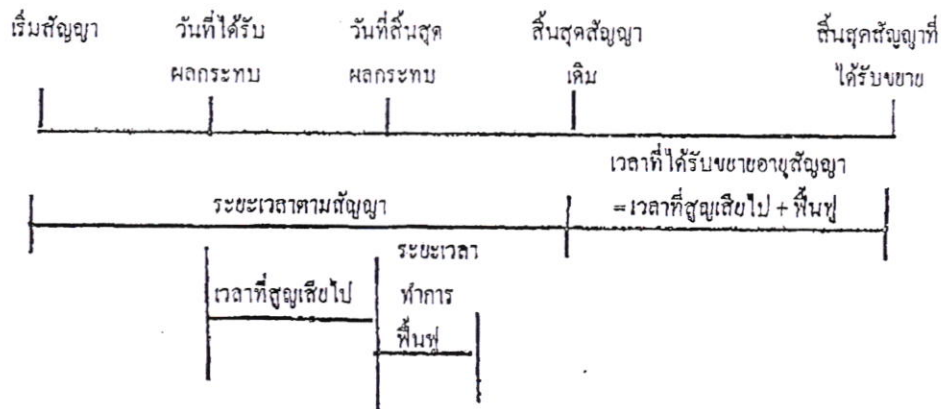 เริ่มสัญญา วันที่ได้รับ วันที่สิ้นสุด สิ้นสุดสัญญา สิ้นสุดสัญญาที่
ผลกระทบ ผลกระทบ เดิม ได้รับขยาย
เวลาที่ได้รับขยายอายุสัญญา
ระยะเวลาตามสัญญา =เวลาที่สูญเสียไป + ฟื้นฟู
ระยะเวลา
เวลาที่สูญเสียไป ทำการ
ฟื้นฟู